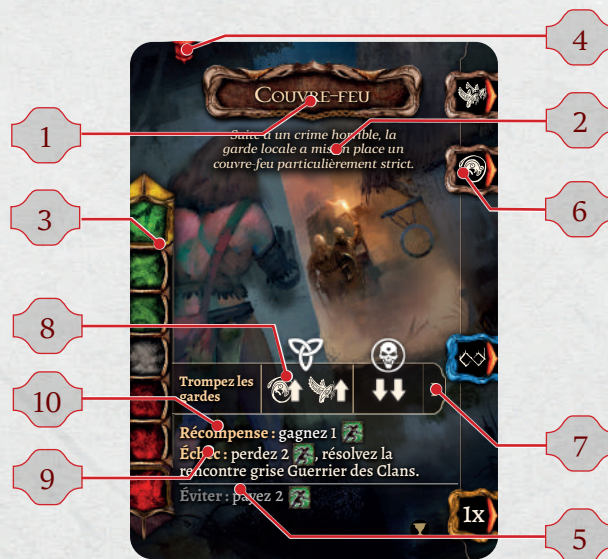 4
COUVRE-FEU
1
2
Suite à un crime horrible, la
garde locale a mis en place un
couvre-feu particulièrement strict.
6
3
8
Trompez les
gardes
10
7
Récompense : gagnez 1
Échec : perdez 2 , résolvez la
rencontre grise Guerrier des Clans.
9
Éviter : payez 2
1x
5